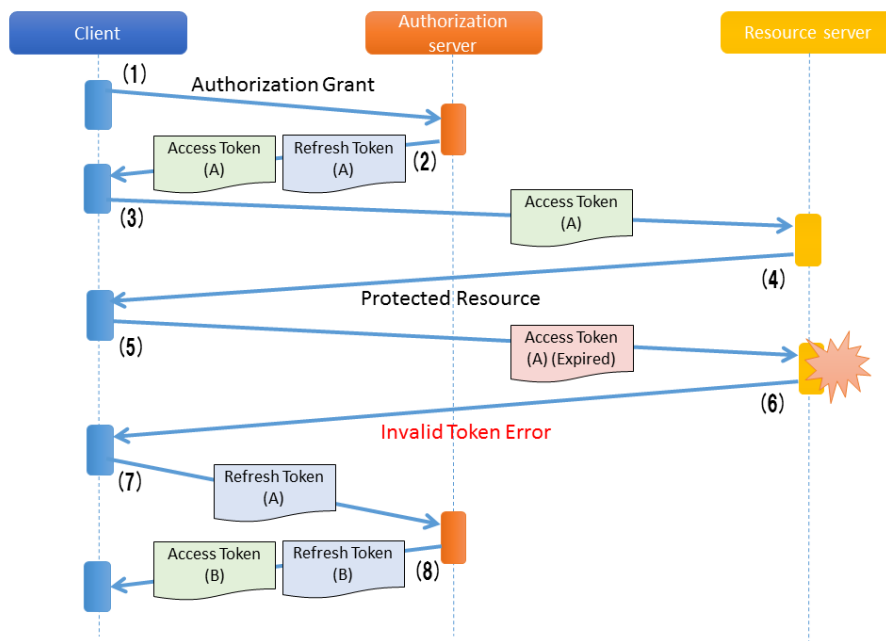 Client
Authorization
server
Resource server
(1)
Authorization Grant
Access Token
(A)
Refresh Token
(A)
(2)
(3)
Access Token
(A)
(4)
Protected Resource
(5)
Access Token
(A) (Expired)
(6)
Invalid Token Error
(7)
Refresh Token
(A)
Access Token
(B)
Refresh Token
(B)
(8)